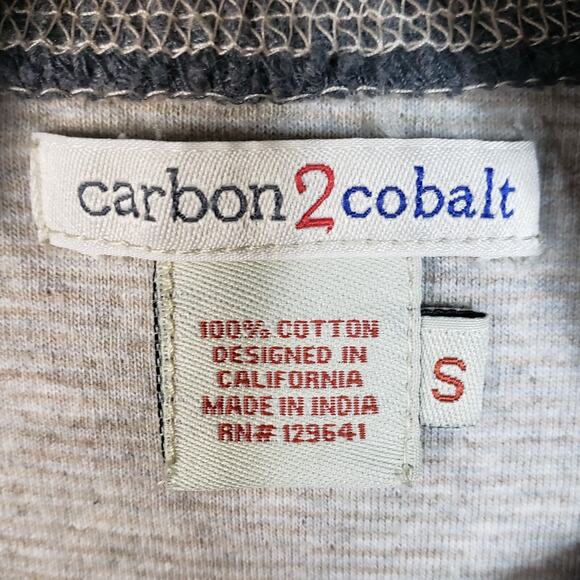 carbon2cobalt
100% COTTON
DESIGNED IN
CALIFORNIA
MADE IN INDIA
RN# 129641
S